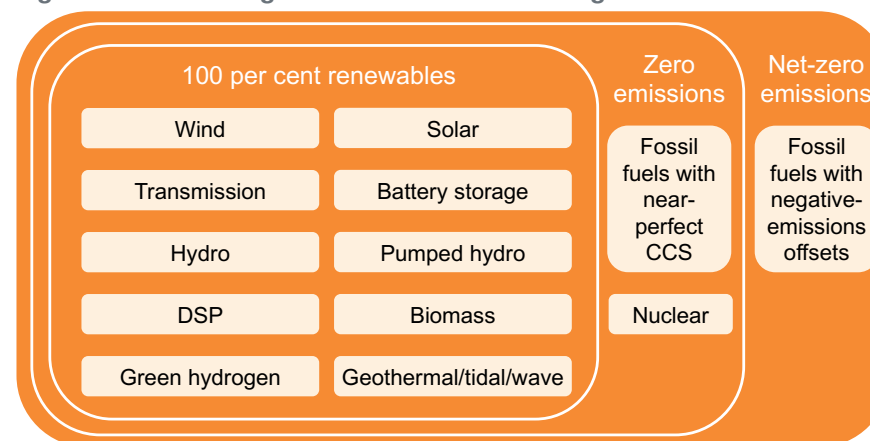 100 per cent renewables
Wind
Solar
Transmission
Battery storage
Hydro
Pumped hydro
DSP
Biomass
Green hydrogen
Geothermal/tidal/wave
Zero
emissions
Fossil
fuels with
near-
perfect
CCS
Nuclear
Net-zero
emissions
Fossil
fuels with
negative-
emissions
offsets